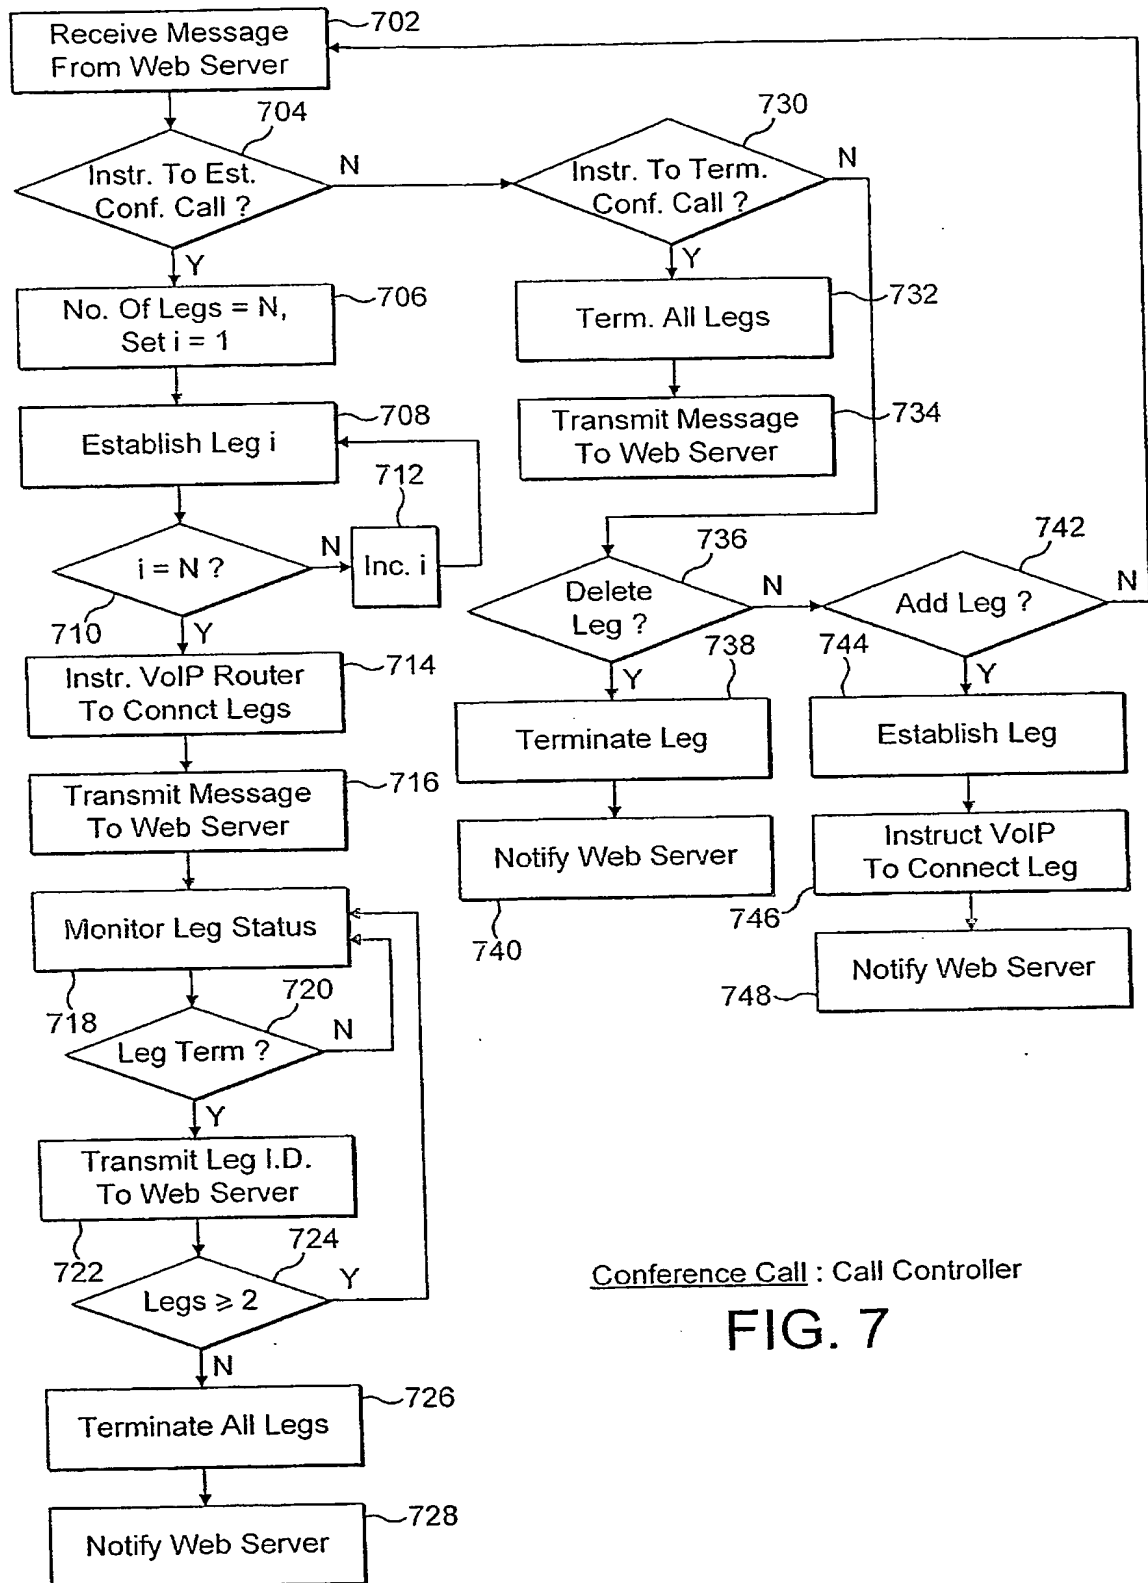 Receive Message
From Web Server
702
704
Instr. To Est.
Conf. Call ?
N
Y
730
Instr. To Term.
Conf. Call ?
N
Y
No. Of Legs = N,
Set i = 1
706
Term. All Legs
732
Establish Leg i
708
Transmit Message
To Web Server
734
712
Inc. i
i = N ?
N
710
Y
736
Delete
Leg ?
N
Y
742
Add Leg ?
N
Y
Instr. VoIP Router
To Connct Legs
714
738
Terminate Leg
744
Establish Leg
Transmit Message
To Web Server
716
Notify Web Server
740
Instruct VoIP
To Connect Leg
746
Monitor Leg Status
718
Notify Web Server
748
720
Leg Term ?
N
Y
Transmit Leg I.D.
To Web Server
722
724
Legs ⩾ 2
Y
N
Terminate All Legs
726
Notify Web Server
728
Conference Call : Call Controller
FIG. 7